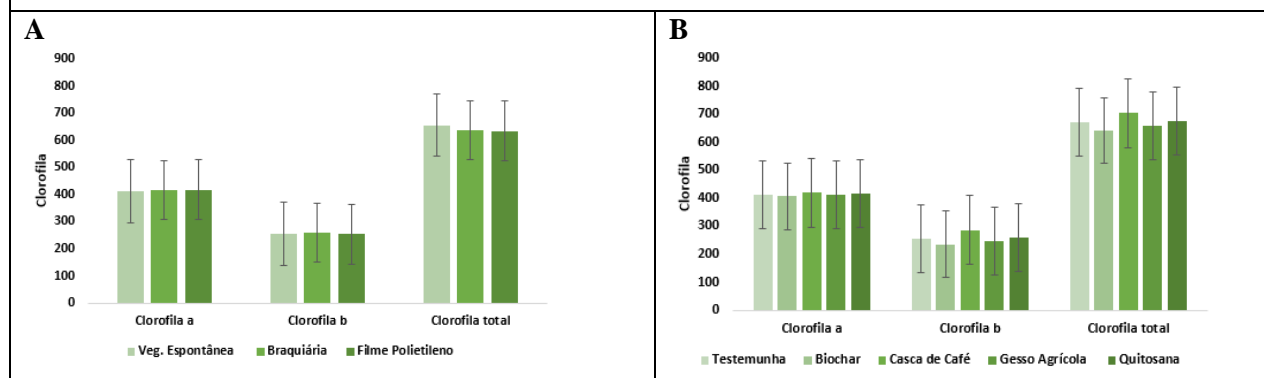 A
900
800
700
600
500
400
300
200
100
0
Clorofila
Clorofila a Clorofila b Clorofila total
Veg. Espontânea Braquiária Filme Polietileno
B
900
800
700
600
500
400
300
200
100
0
Clorofila
Clorofila a Clorofila b Clorofila total
Testemunha Biochar Casca de Café Gesso Agrícola Quitosana